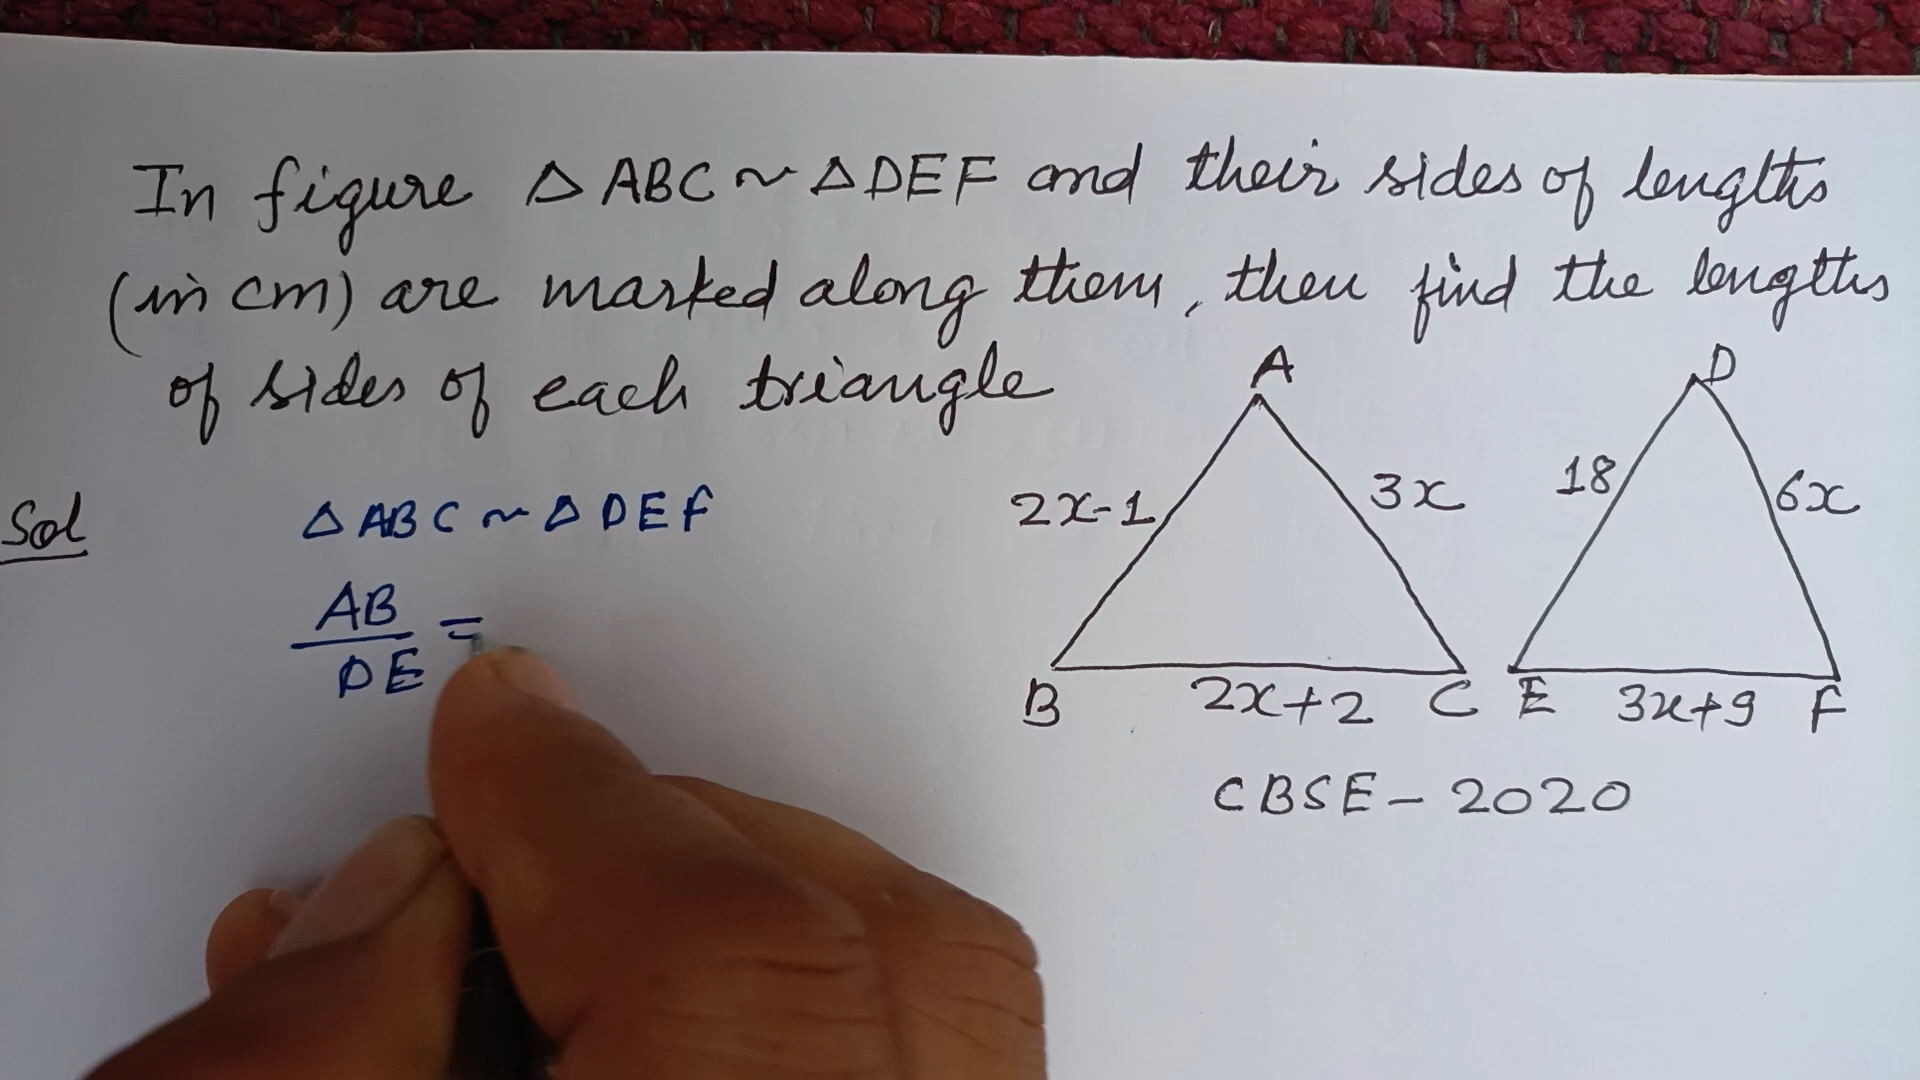 In figure △ ABC ~ △DEF and their sides of lengths
(in cm) are marked along them, then find the lengths
of sides of each triangle
A
D
2x-1
3x
18
6x
B
2x+2
C
E
3x+9
F
CBSE - 2020
Sol
△ ABC ~ △ DEF
AB
=
DE